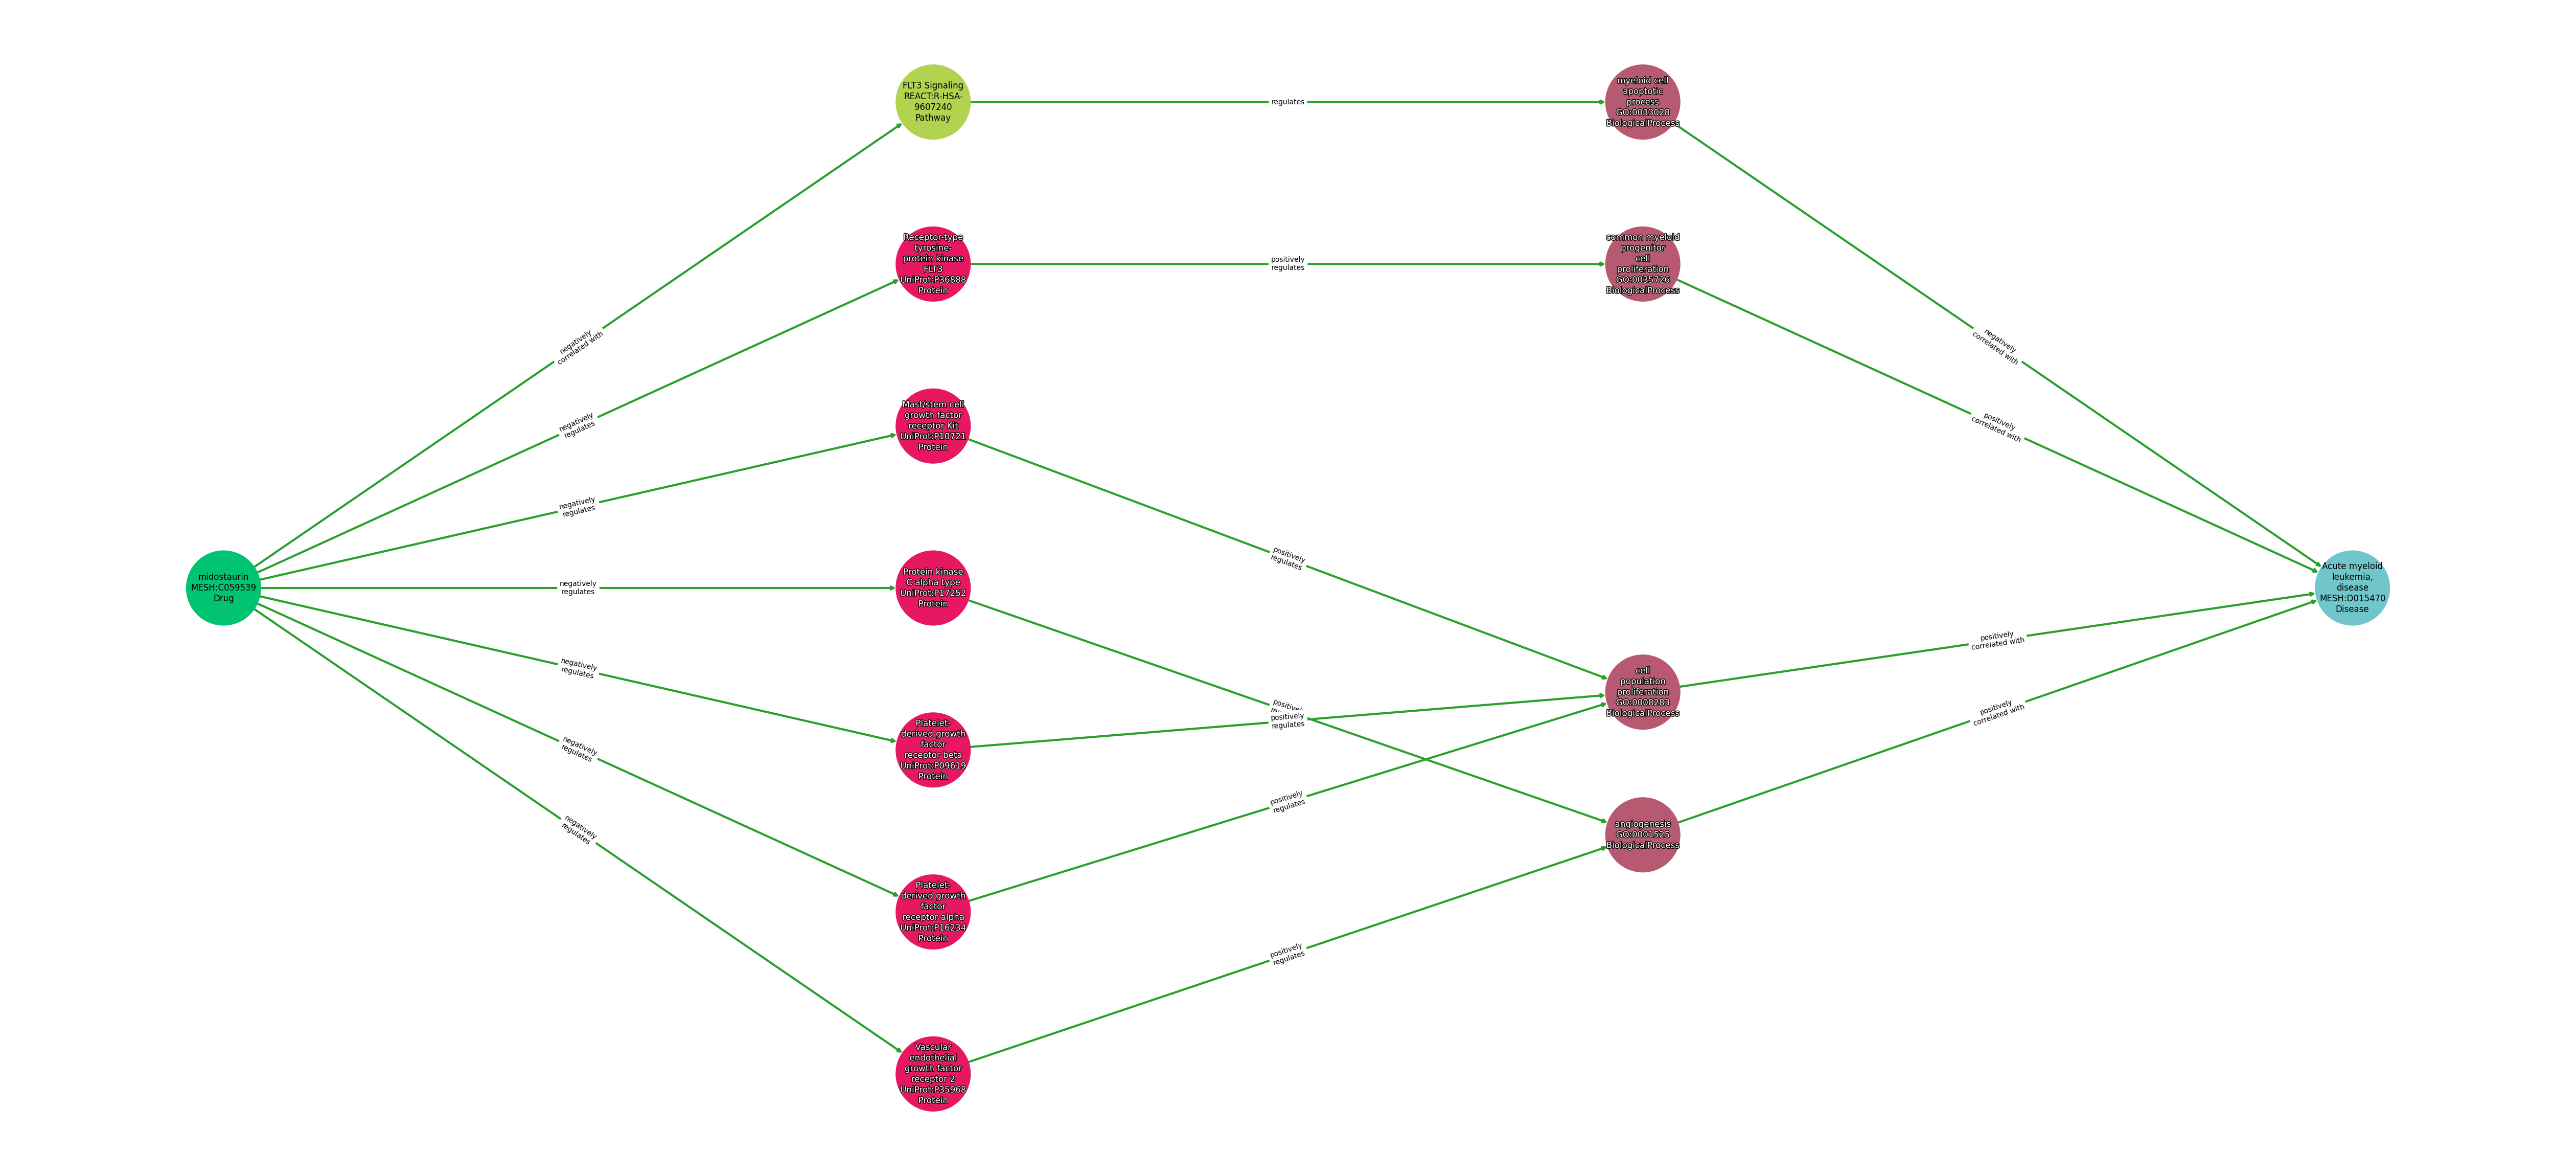 FLT3 Signaling
REACT:R-HSA-
9607240
Pathway
regulates
myeloid cell
apoptotic
process
GO:0033028
BiologicalProcess
Receptor-type
tyrosine-
protein kinase
FLT3
UniProt:P36888
Protein
positively
regulates
common myeloid
progenitor
cell
proliferation
GO:0035726
BiologicalProcess
negatively
correlated with
negatively
correlated with
negatively
regulates
positively
correlated with
Mast/stem cell
growth factor
receptor Kit
UniProt:P10721
Protein
negatively
regulates
positively
regulates
midostaurin
MESH:C059539
Drug
negatively
regulates
Protein kinase
C alpha type
UniProt:P17252
Protein
Acute myeloid
leukemia,
disease
MESH:D015470
Disease
negatively
regulates
positively
positively
regulates
cell
population
proliferation
GO:0008283
BiologicalProcess
positively
correlated with
Platelet-
derived growth
factor
receptor beta
UniProt:P09619
Protein
positively
correlated with
negatively
regulates
positively
regulates
angiogenesis
GO:0001525
BiologicalProcess
negatively
regulates
Platelet-
derived growth
factor
receptor alpha
UniProt:P16234
Protein
positively
regulates
Vascular
endothelial
growth factor
receptor 2
UniProt:P35968
Protein